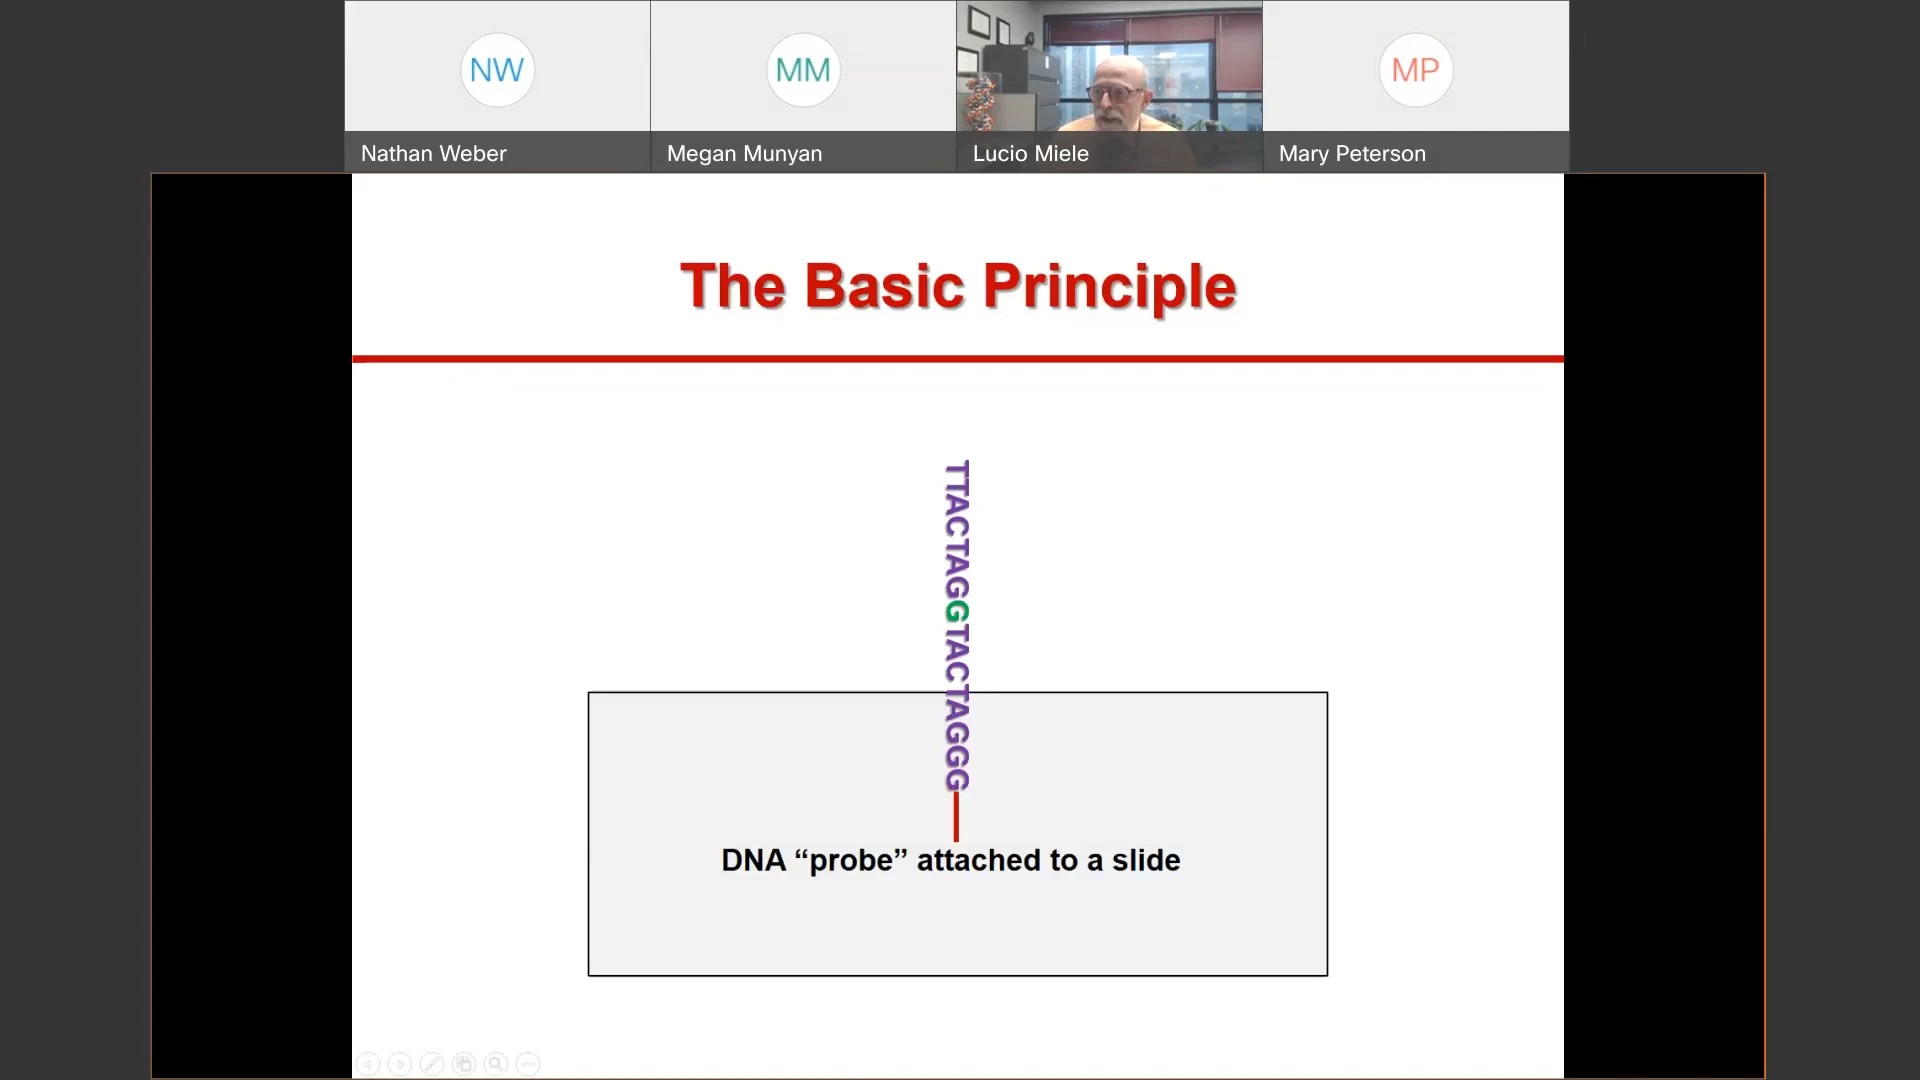 NW
MM
MP
Nathan Weber
Megan Munyan
Lucio Miele
Mary Peterson
The Basic Principle
TTACTAGGTACTAGGG
DNA “probe” attached to a slide